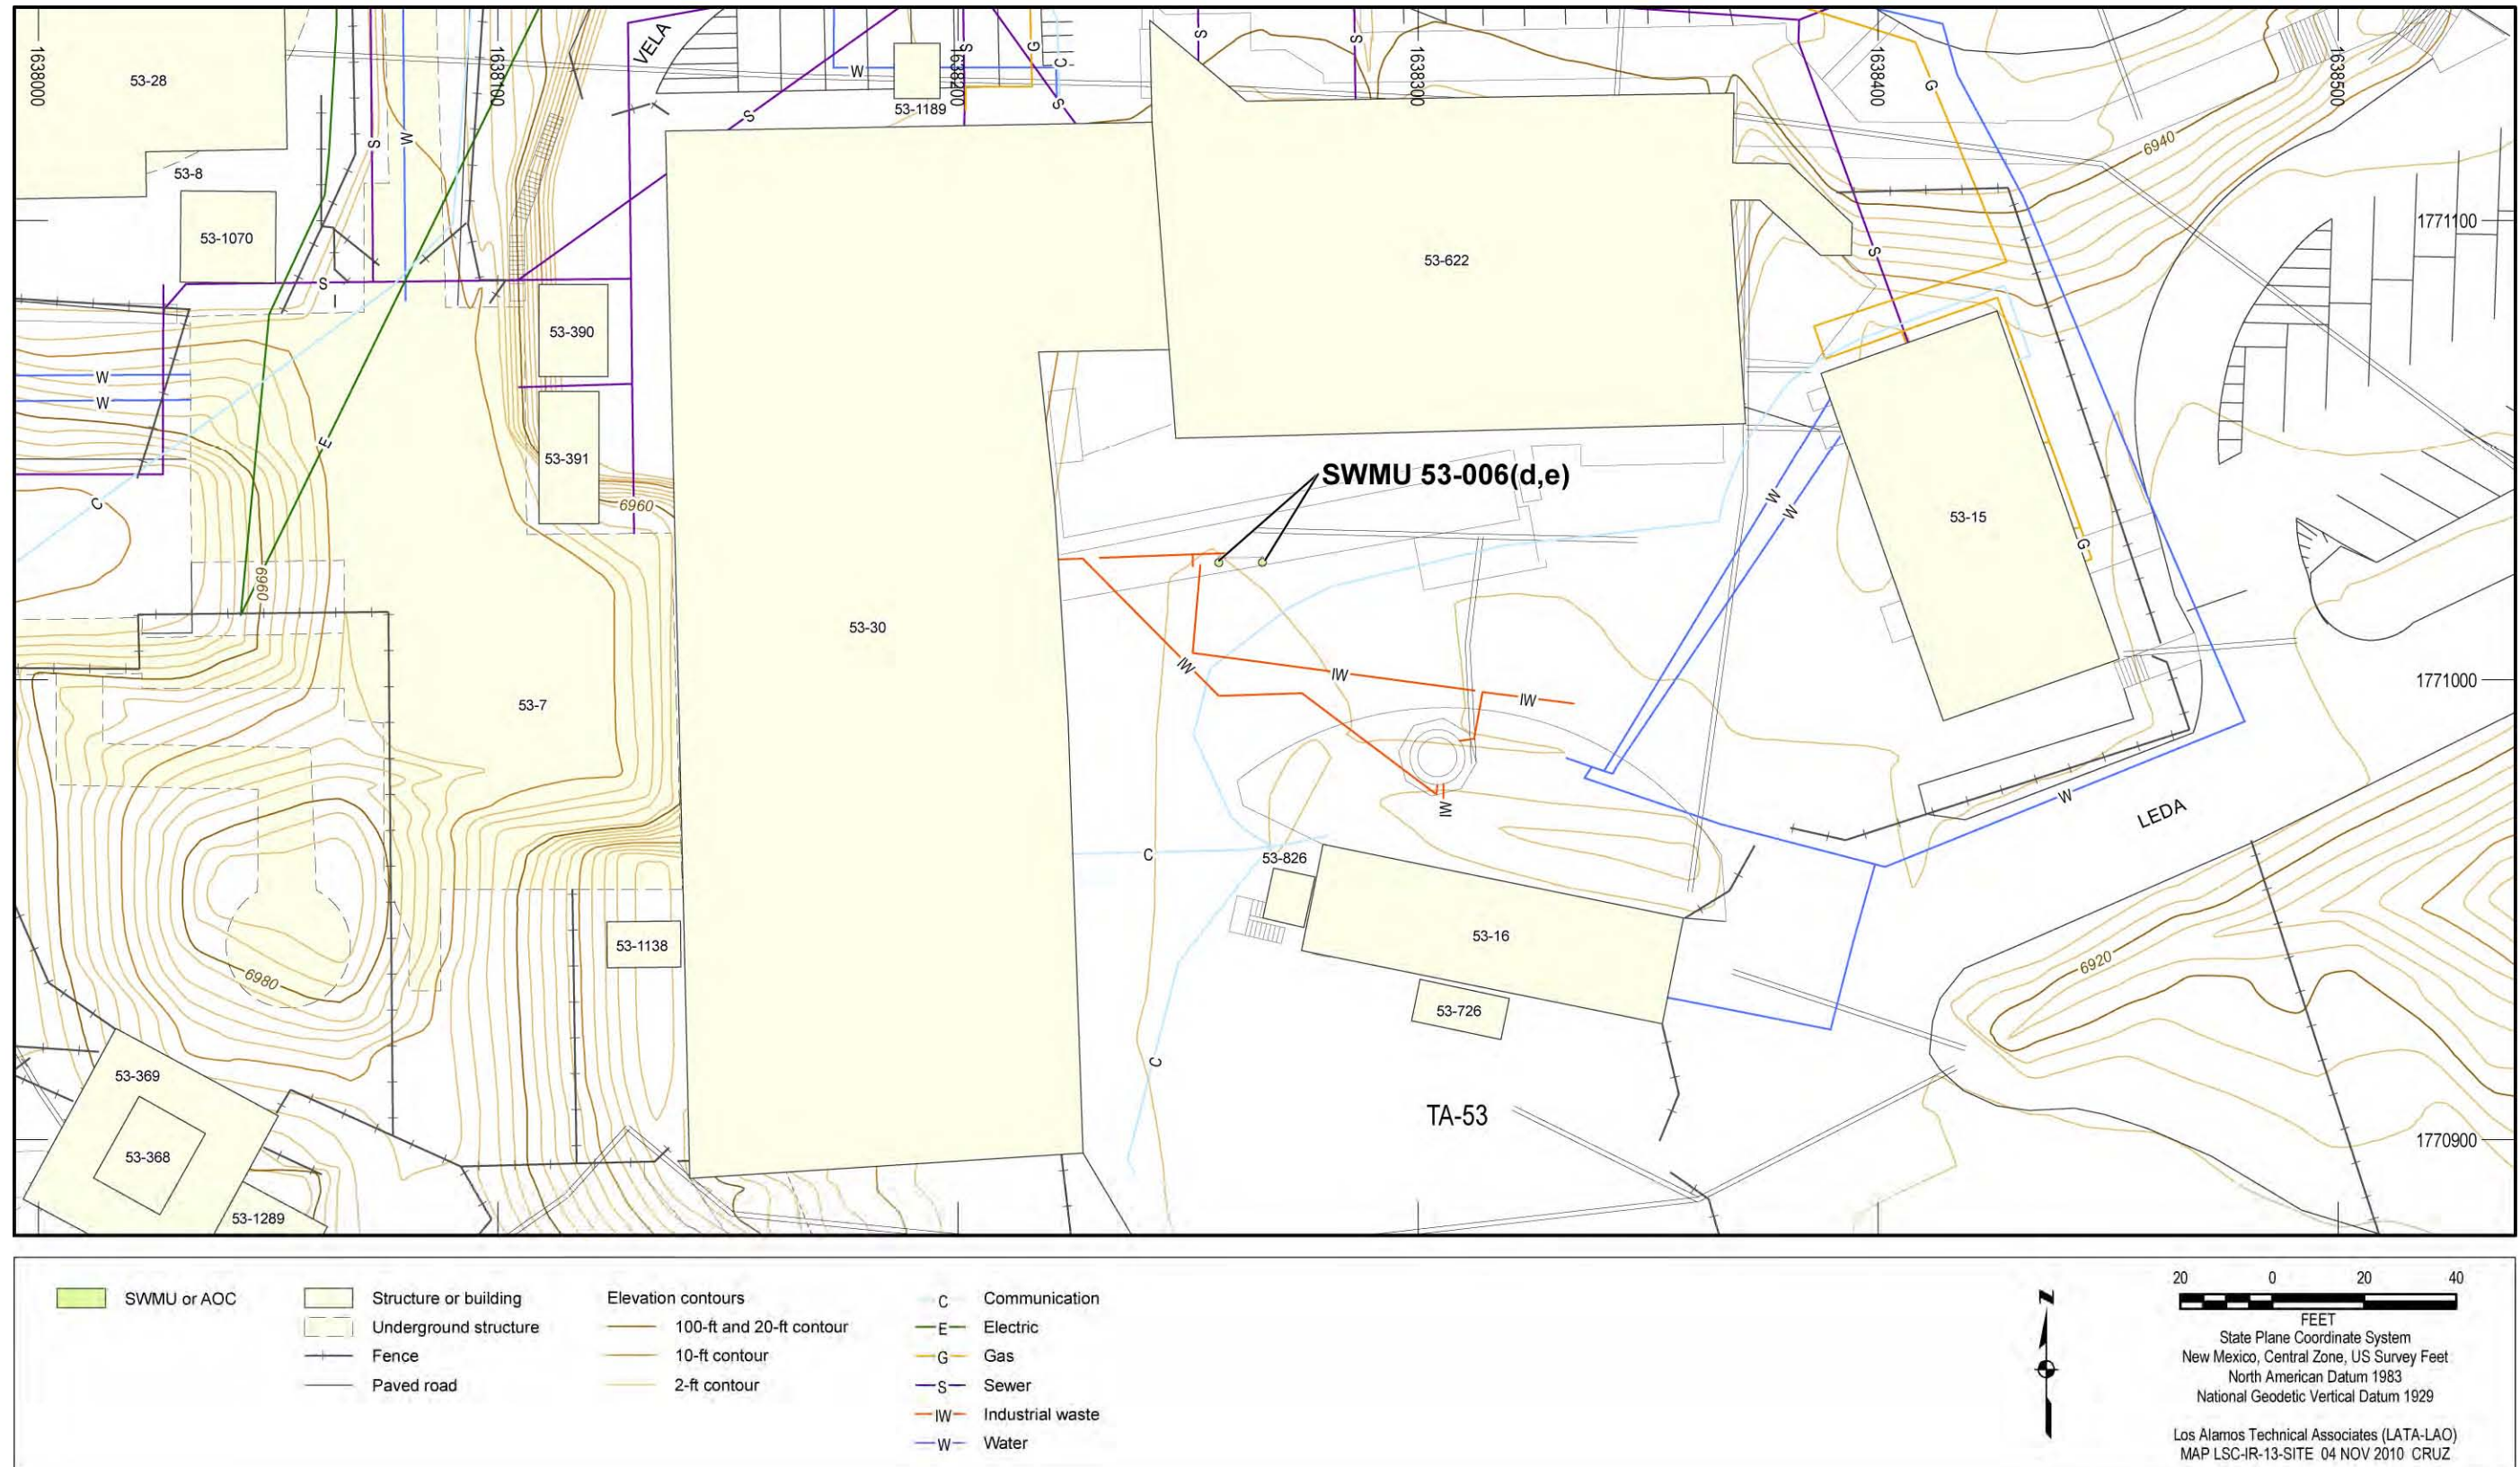 1638000
1638100
1638200
1638300
1638400
1638500
VELA
53-28
W
53-1189
S
S
S
S
S
G
C
G
S
W
S
6940
53-8
53-1070
S
53-622
S
1771100
53-390
W
W
E
53-391
6960
C
SWMU 53-006(d,e)
W
W
53-15
G
6960
53-30
IW
IW
IW
1771000
53-7
IW
W
LEDA
C
53-826
53-1138
53-16
6980
6920
53-726
C
53-369
TA-53
1770900
53-368
53-1289
SWMU or AOC
Structure or building
Underground structure
Fence
Paved road
Elevation contours
100-ft and 20-ft contour
10-ft contour
2-ft contour
C Communication
E Electric
G Gas
S Sewer
IW Industrial waste
W Water
N
20 0 20 40
FEET
State Plane Coordinate System
New Mexico, Central Zone, US Survey Feet
North American Datum 1983
National Geodetic Vertical Datum 1929
Los Alamos Technical Associates (LATA-LAO)
MAP LSC-IR-13-SITE 04 NOV 2010 CRUZ